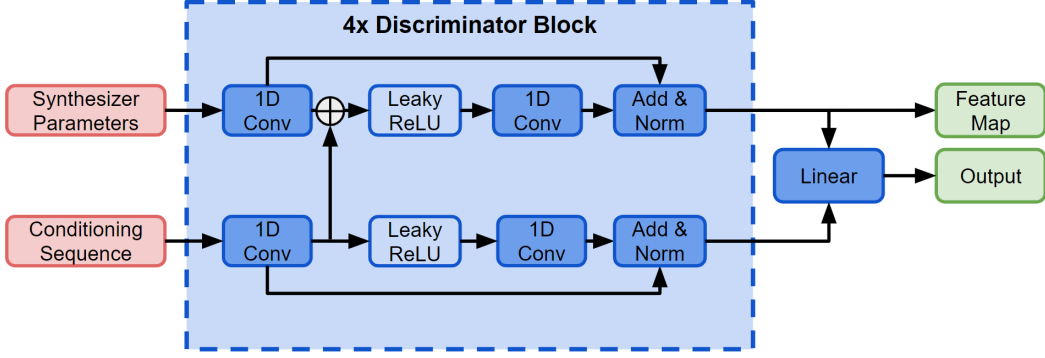 4x Discriminator Block
Synthesizer
Parameters
1D
Conv
Leaky
ReLU
1D
Conv
Add &
Norm
Feature
Map
Linear
Output
Conditioning
Sequence
1D
Conv
Leaky
ReLU
1D
Conv
Add &
Norm